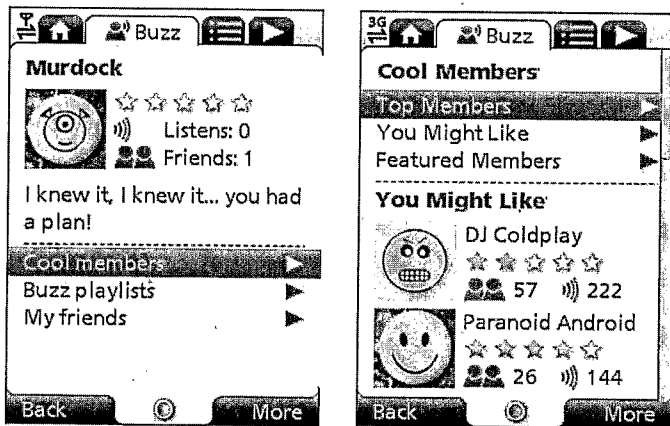 Buzz
Murdock
Listens: 0
Friends: 1
I knew it, I knew it... you had
a plan!
Cool members
Buzz playlists
My friends
Back
More
3G
Buzz
Cool Members
Top Members
You Might Like
Featured Members
You Might Like
DJ Coldplay
57
222
Paranoid Android
26
144
Back
More